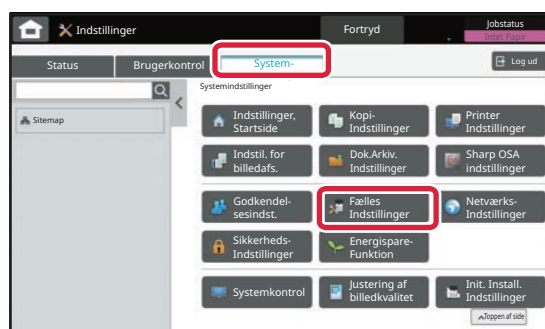 Indstillinger
Fortryd
Jobstatus
Intet Papir
Status
Brugerkontrol
System-
Log ud
Systemindstillinger
Sitemap
Indstillinger,
Startside
Kopi-
Indstillinger
Printer
Indstillinger
Indstil. for
billedafs.
Dok.Arkiv.
Indstillinger
Sharp OSA
indstillinger
Godkendel-
sesindst.
Fælles
Indstillinger
Netværks-
Indstillinger
Sikkerheds-
Indstillinger
Energispare-
Funktion
Systemkontrol
Justering af
billedkvalitet
Init. Install.
Indstillinger
Toppen af side